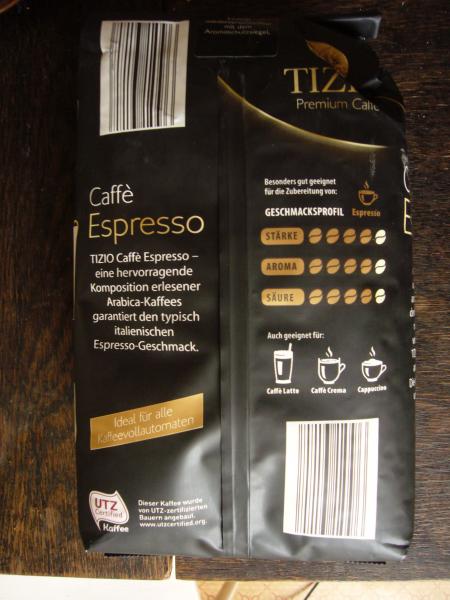 mit dem
Aromaschutzsiegel.
TIZIO
Premium Caffè
Caffè
Espresso
TIZIO Caffè Espresso –
eine hervorragende
Komposition erlesener
Arabica-Kaffees
garantiert den typisch
italienischen
Espresso-Geschmack.
Ideal für alle
Kaffeevollautomaten
UTZ
Certified
Kaffee
Dieser Kaffee wurde
von UTZ-zertifizierten
Bauern angebaut.
www.utzcertified.org.
Besonders gut geeignet
für die Zubereitung von:
Espresso
GESCHMACKSPROFIL
STÄRKE
AROMA
SÄURE
Auch geeignet für:
Caffè Latte
Caffè Crema
Cappuccino